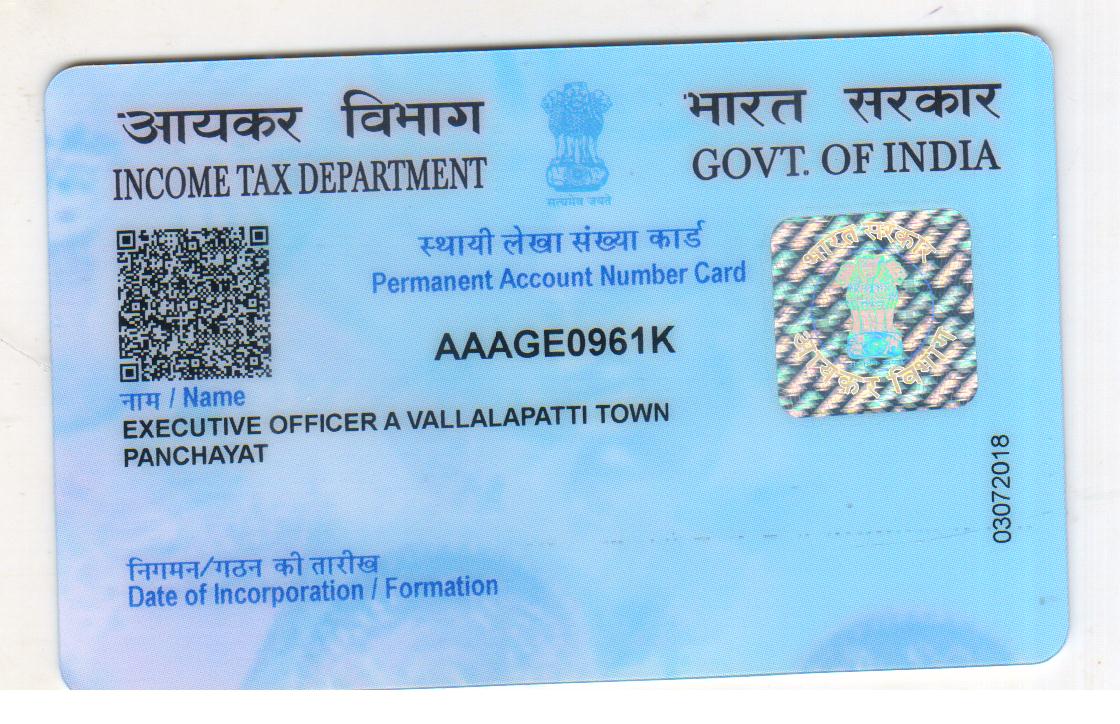 आयकर विभाग
INCOME TAX DEPARTMENT
सत्यमेव जयते
भारत सरकार
GOVT. OF INDIA
स्थायी लेखा संख्या कार्ड
Permanent Account Number Card
AAAGE0961K
भारत सरकार
आयकर विभाग
नाम / Name
EXECUTIVE OFFICER A VALLALAPATTI TOWN
PANCHAYAT
03072018
निगमन/गठन की तारीख
Date of Incorporation / Formation